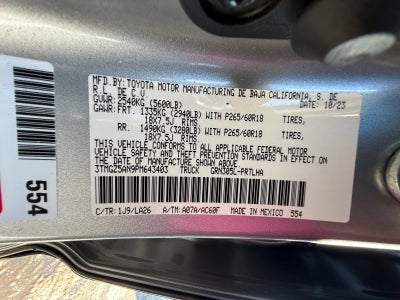 MFD.BY:TOYOTA MOTOR MANUFACTURING DE BAJA CALIFORNIA, S. DE
R.L. DE C.V. DATE: 10/23
GVWR:2540KG (5600LB)
GAWR:FRT. 1335KG (2940LB)WITH P265/60R18 TIRES,
18X7.5J RIMS.
RR. 1490KG (3280LB)WITH P265/60R18 TIRES,
18X7.5J RIMS.
THIS VEHICLE CONFORMS TO ALL APPLICABLE FEDERAL MOTOR
VEHICLE SAFETY AND THEFT PREVENTION STANDARDS IN EFFECT ON
THE DATE OF MANUFACTURE SHOWN ABOVE.
3TMGZ5AN9PM643403 TRUCK GRN305L-PRTLHA
C/TR: 1J9/LA26 A/TM: A07A/AC60F MADE IN MEXICO 554
554